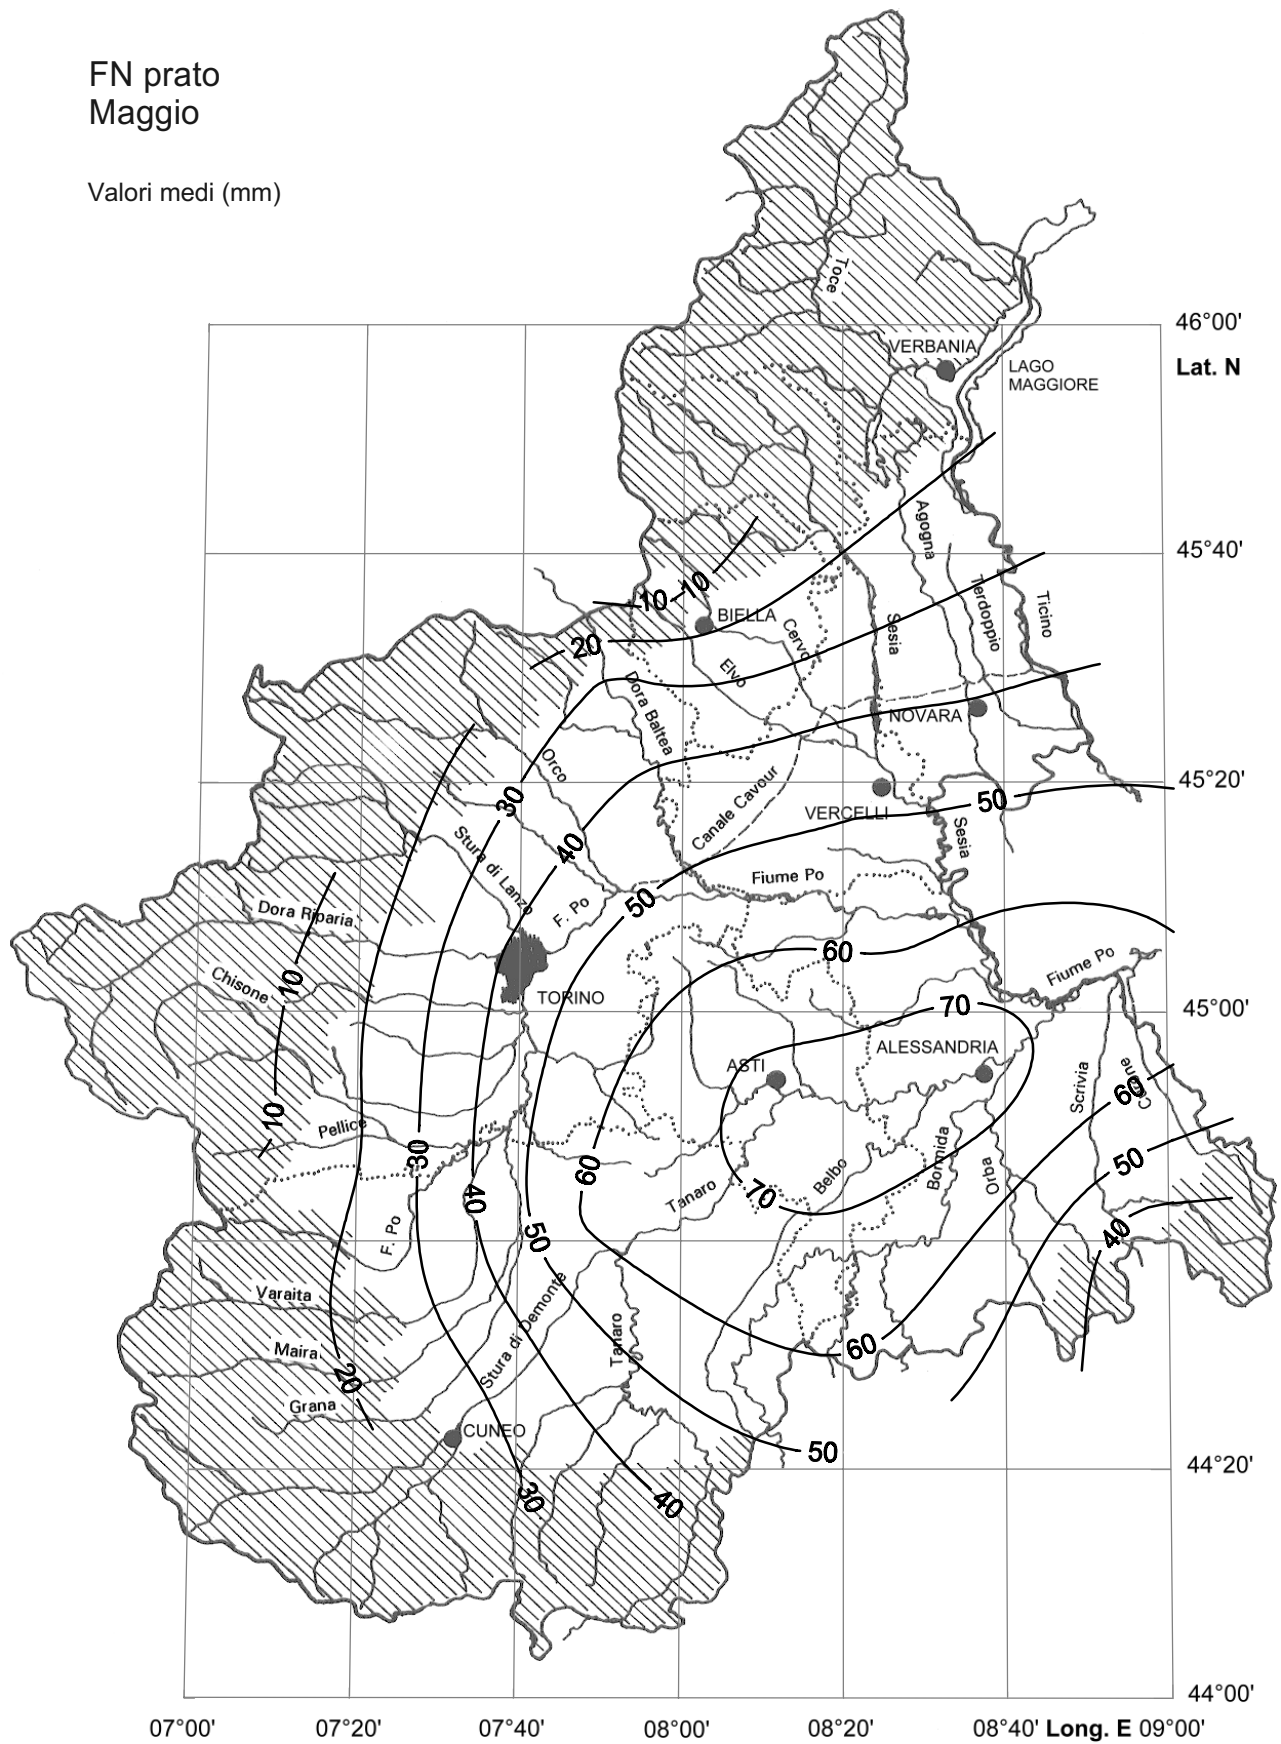 FN prato
Maggio
Valori medi (mm)
Toce
46°00'
VERBANIA
Lat. N
LAGO
MAGGIORE
Agogna
45°40'
10
10
Terdoppio
Ticino
BIELLA
Sesia
Cervo
20
Elvo
Dora Baltea
NOVARA
Orco
45°20'
30
50
Canale Cavour
VERCELLI
Stura di Lanzo
40
Sesia
Fiume Po
50
F. Po
Dora Riparia
60
Fiume Po
Chisone
10
TORINO
70
45°00'
ALESSANDRIA
ASTI
Scrivia
60
10
Pellice
30
Bormida
50
60
Belbo
Orba
40
Tanaro
70
F. Po
50
40
Varaita
Stura di Demonte
Tanaro
60
Maira
20
Grana
CUNEO
50
44°20'
30
40
44°00'
07°00'
07°20'
07°40'
08°00'
08°20'
08°40'
Long. E
09°00'